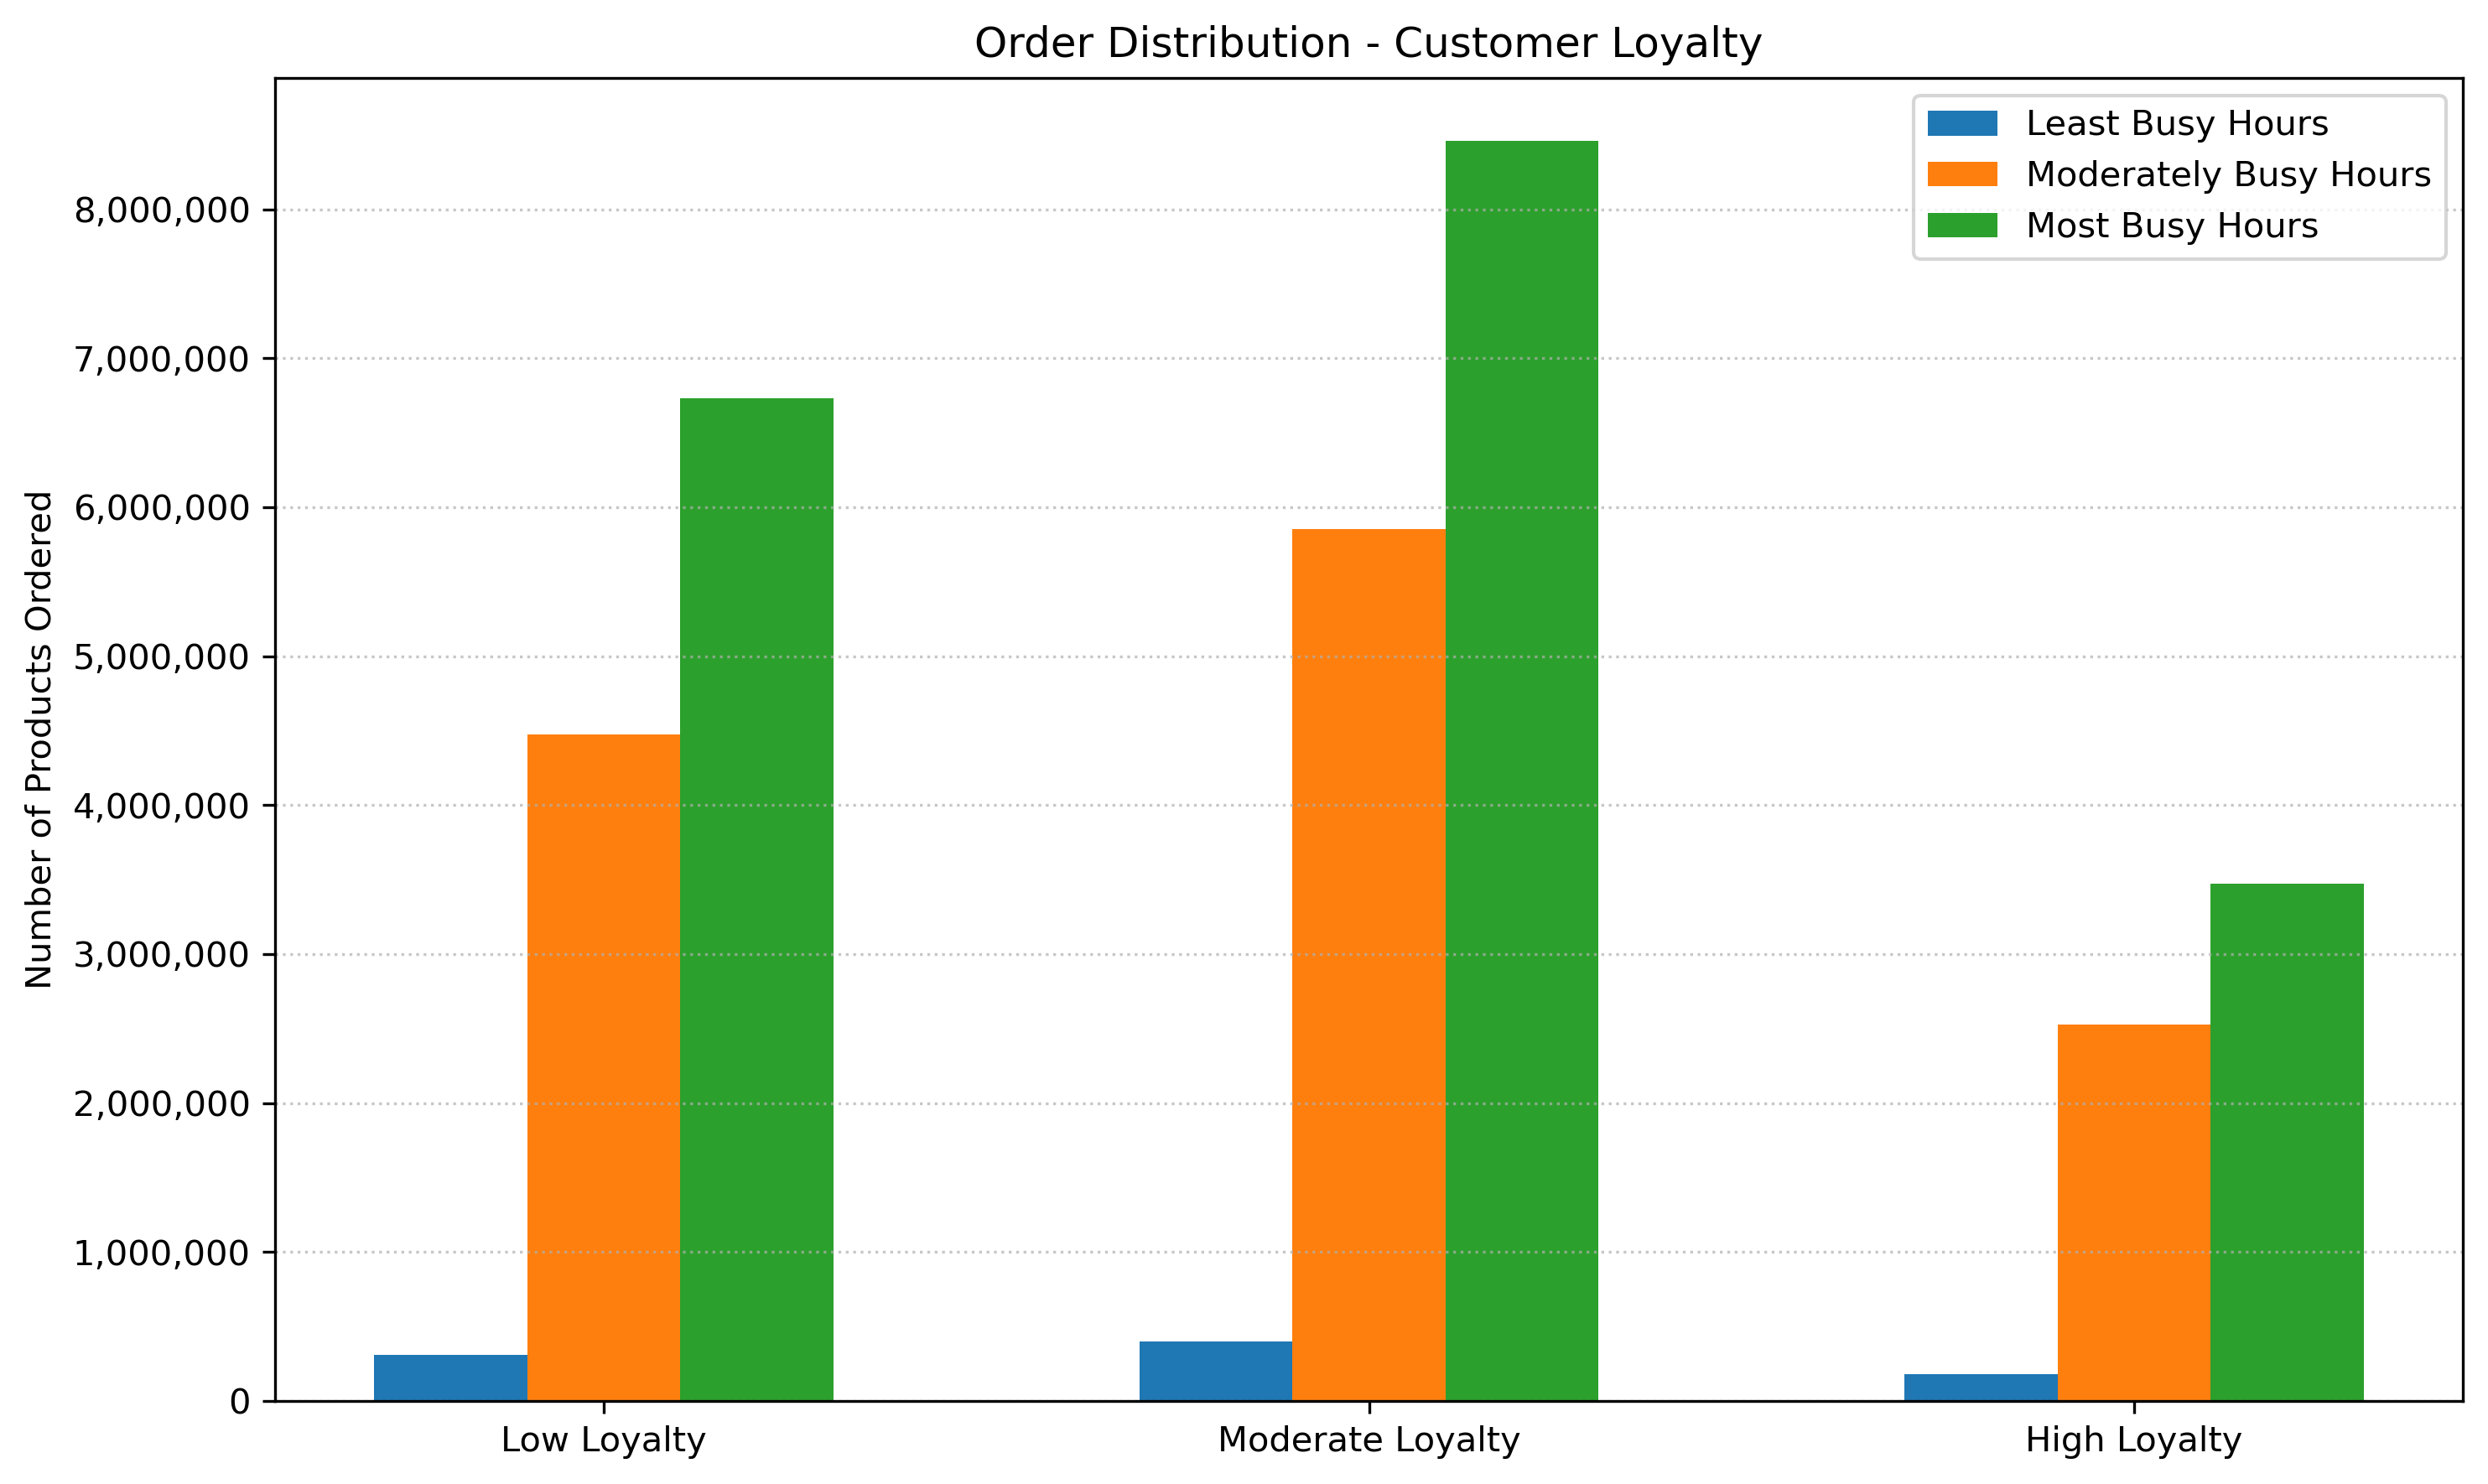 Order Distribution - Customer Loyalty
Least Busy Hours
Moderately Busy Hours
Most Busy Hours
Number of Products Ordered
8,000,000
7,000,000
6,000,000
5,000,000
4,000,000
3,000,000
2,000,000
1,000,000
0
Low Loyalty
Moderate Loyalty
High Loyalty